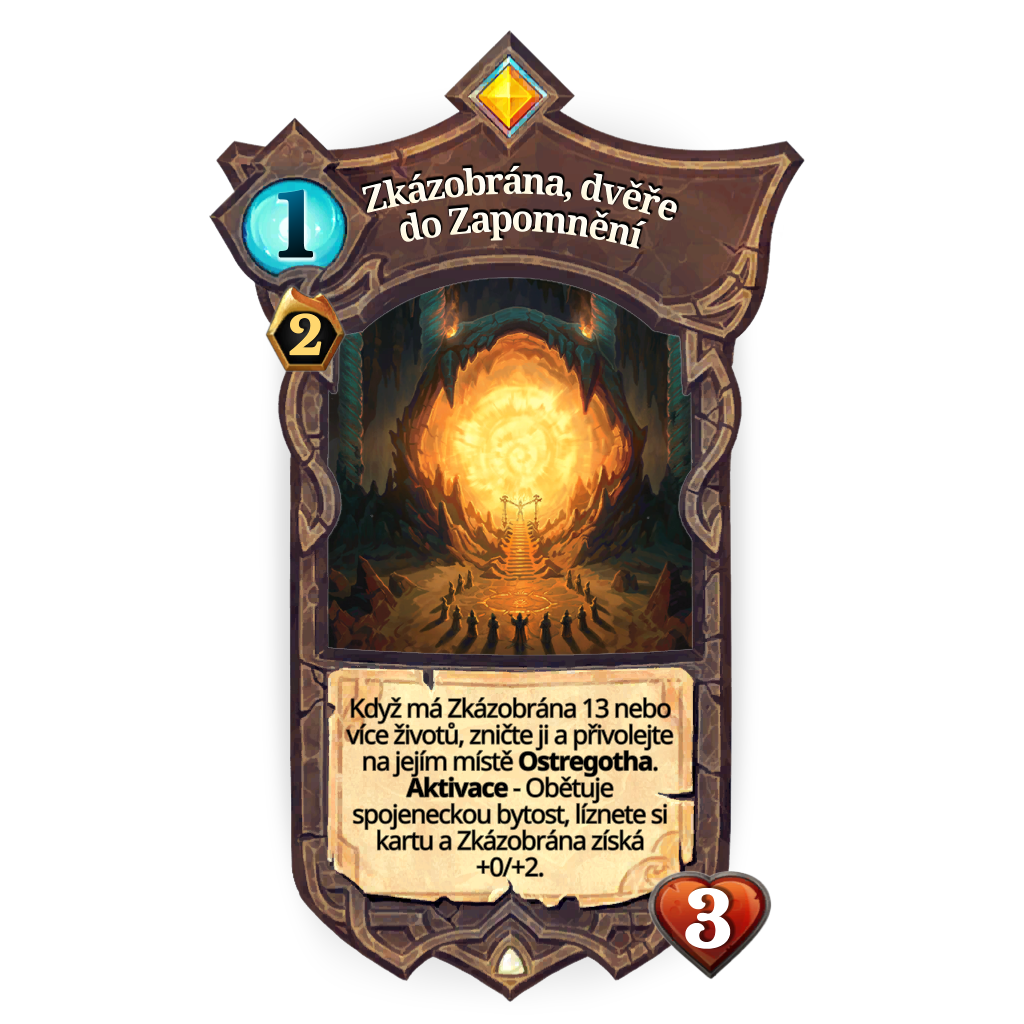 1
Zkázobrána, dvěře
do Zapomnění
2
Když má Zkázobrána 13 nebo
více životů, zničte ji a přivolejte
na jejím místě Ostregotha.
Aktivace - Obětuje
spojeneckou bytost, líznete si
kartu a Zkázobrána získá
+0/+2.
3